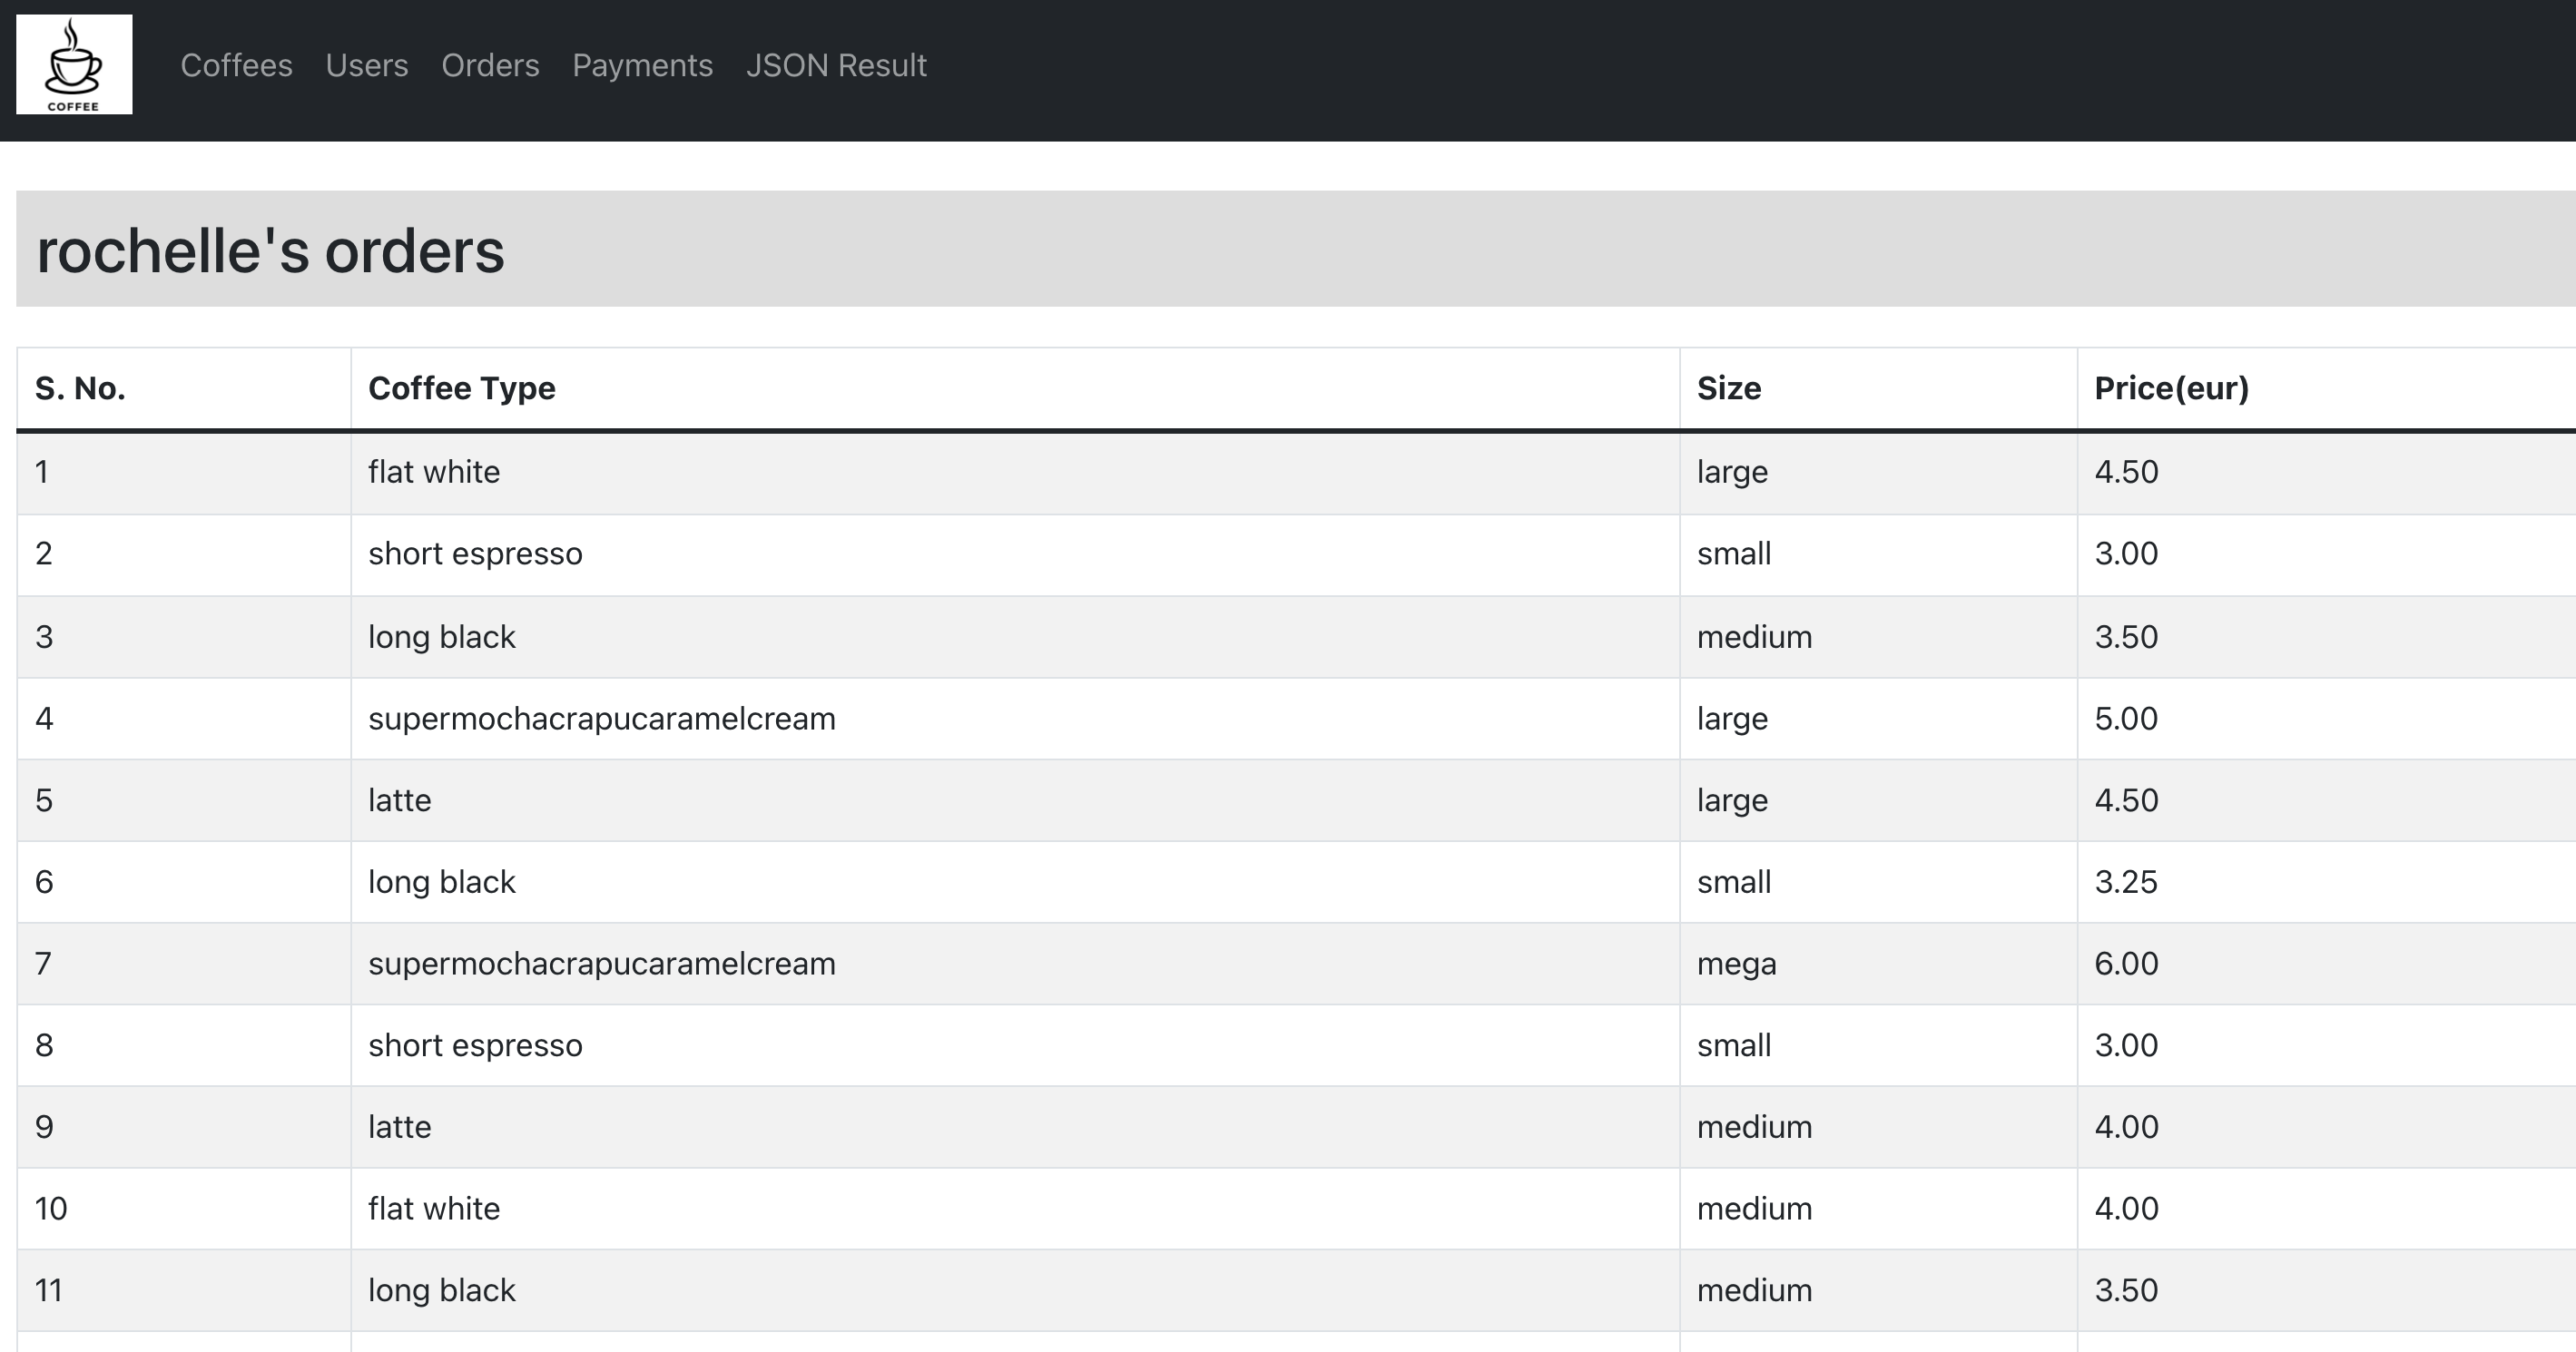 COFFEE
Coffees Users Orders Payments JSON Result
rochelle's orders
S. No. Coffee Type Size Price(eur)
1 flat white large 4.50
2 short espresso small 3.00
3 long black medium 3.50
4 supermochacrapucaramelcream large 5.00
5 latte large 4.50
6 long black small 3.25
7 supermochacrapucaramelcream mega 6.00
8 short espresso small 3.00
9 latte medium 4.00
10 flat white medium 4.00
11 long black medium 3.50